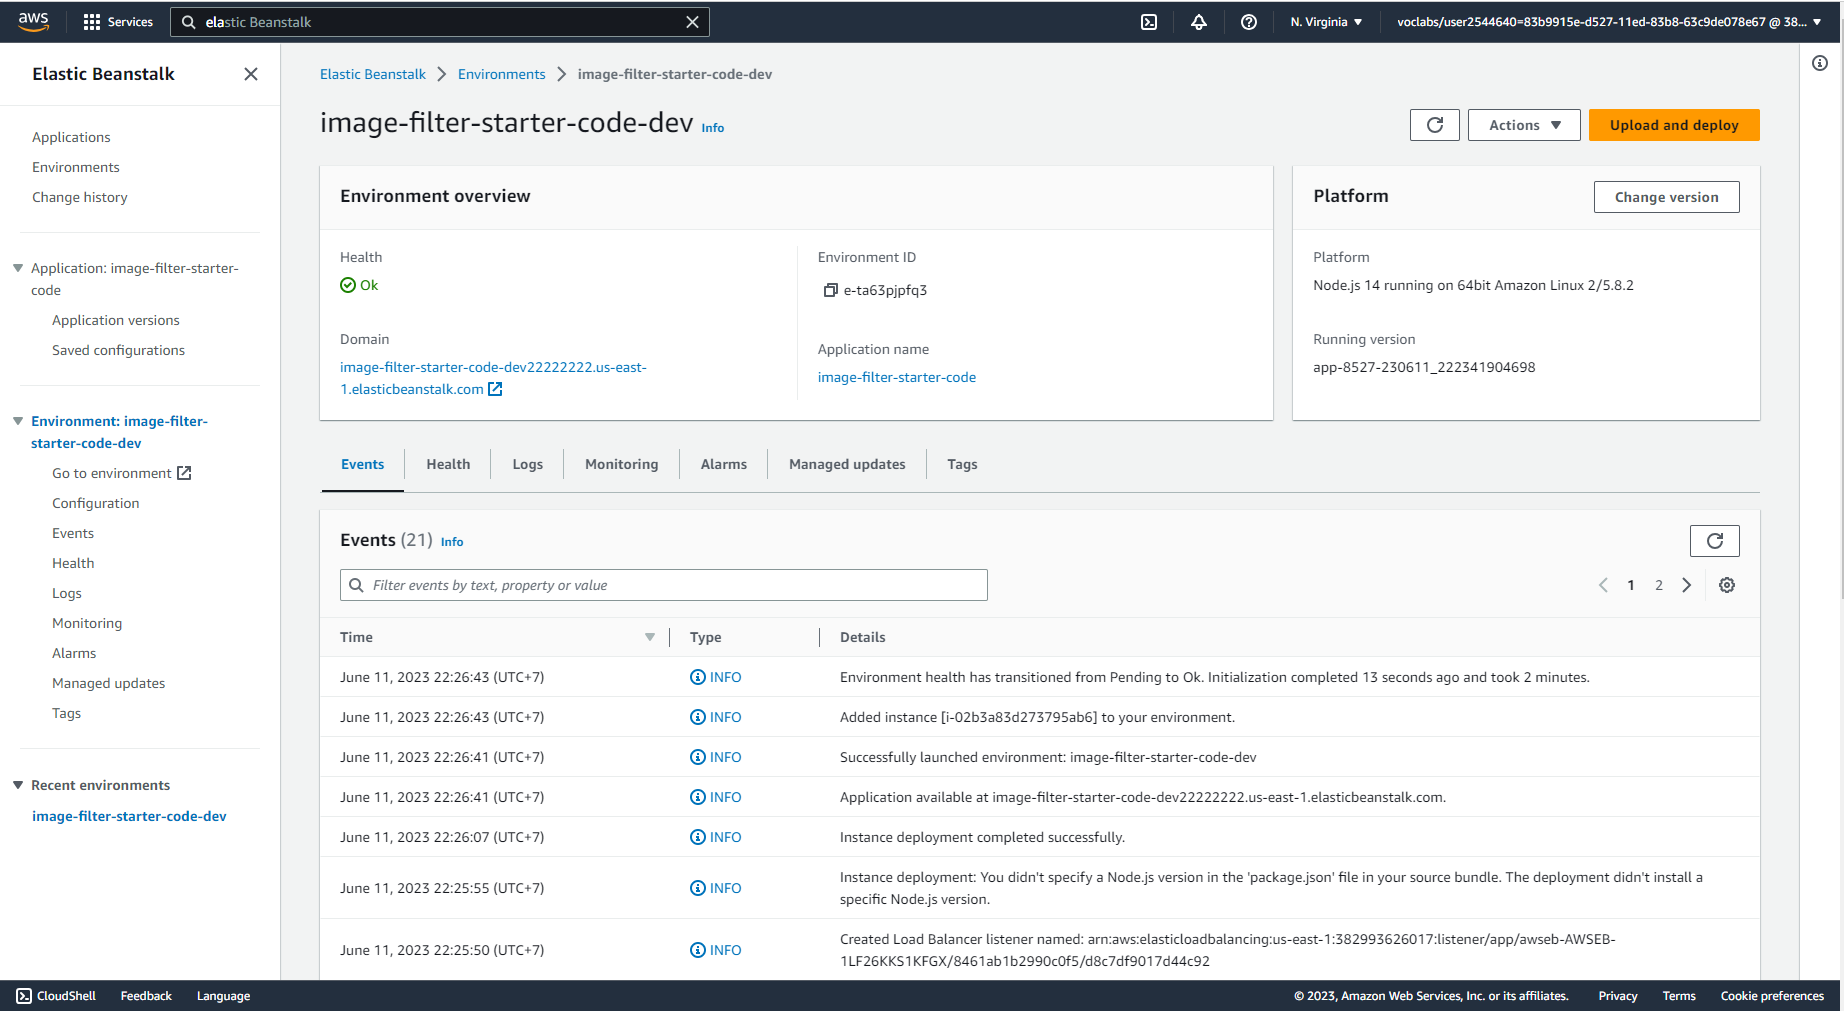 aws
Services
elastic Beanstalk
N. Virginia
voclabs/user2544640=83b9915e-d527-11ed-83b8-63c9de078e67 @ 38...
Elastic Beanstalk
Applications
Environments
Change history
Application: image-filter-starter-
code
Application versions
Saved configurations
Environment: image-filter-
starter-code-dev
Go to environment
Configuration
Events
Health
Logs
Monitoring
Alarms
Managed updates
Tags
Recent environments
image-filter-starter-code-dev
Elastic Beanstalk
Environments
image-filter-starter-code-dev
image-filter-starter-code-dev Info
Actions
Upload and deploy
Environment overview
Health
Ok
Domain
image-filter-starter-code-dev22222222.us-east-
1.elasticbeanstalk.com
Environment ID
e-ta63pjpfq3
Application name
image-filter-starter-code
Platform
Change version
Platform
Node.js 14 running on 64bit Amazon Linux 2/5.8.2
Running version
app-8527-230611_222341904698
Events
Health
Logs
Monitoring
Alarms
Managed updates
Tags
Events (21) Info
Filter events by text, property or value
1
2
Time
Type
Details
June 11, 2023 22:26:43 (UTC+7)
INFO
Environment health has transitioned from Pending to Ok. Initialization completed 13 seconds ago and took 2 minutes.
June 11, 2023 22:26:43 (UTC+7)
INFO
Added instance [i-02b3a83d273795ab6] to your environment.
June 11, 2023 22:26:41 (UTC+7)
INFO
Successfully launched environment: image-filter-starter-code-dev
June 11, 2023 22:26:41 (UTC+7)
INFO
Application available at image-filter-starter-code-dev22222222.us-east-1.elasticbeanstalk.com.
June 11, 2023 22:26:07 (UTC+7)
INFO
Instance deployment completed successfully.
June 11, 2023 22:25:55 (UTC+7)
INFO
Instance deployment: You didn't specify a Node.js version in the 'package.json' file in your source bundle. The deployment didn't install a
specific Node.js version.
June 11, 2023 22:25:50 (UTC+7)
INFO
Created Load Balancer listener named: arn:aws:elasticloadbalancing:us-east-1:382993626017:listener/app/awseb-AWSEB-
1LF26KKS1KFGX/8461ab1b2990c0f5/d8c7df9017d44c92
CloudShell
Feedback
Language
© 2023, Amazon Web Services, Inc. or its affiliates.
Privacy
Terms
Cookie preferences